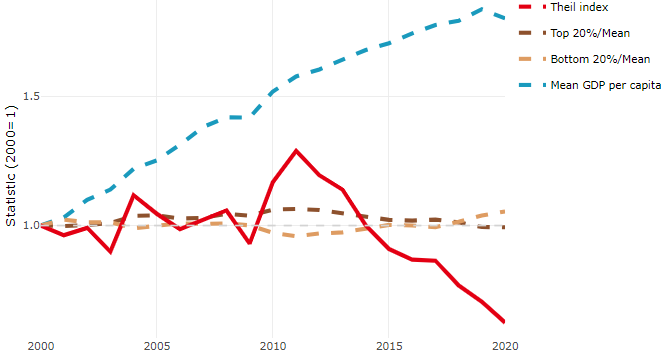 Theil index
Top 20%/Mean
Bottom 20%/Mean
Mean GDP per capita
Statistic (2000=1)
1.5
1.0
2000 2005 2010 2015 2020